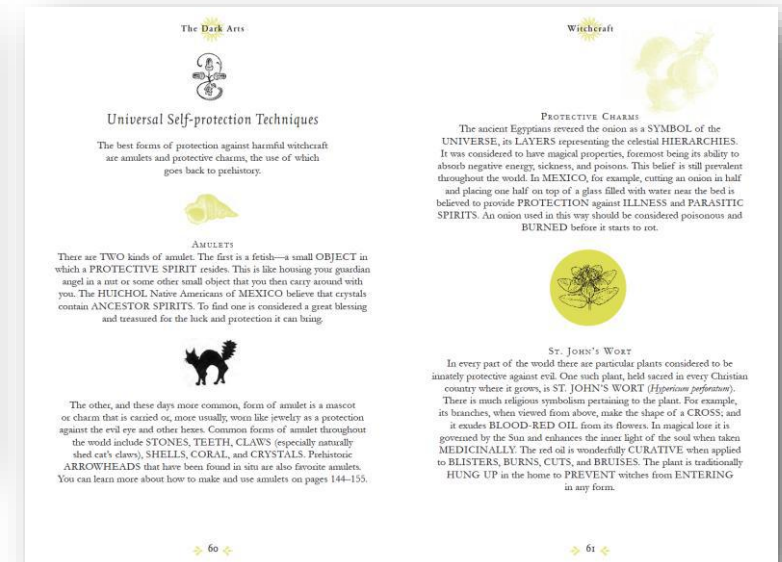 The Dark Arts
Universal Self-protection Techniques
The best forms of protection against harmful witchcraft
are amulets and protective charms, the use of which
goes back to prehistory.
AMULETS
There are TWO kinds of amulet. The first is a fetish—a small OBJECT in
which a PROTECTIVE SPIRIT resides. This is like housing your guardian
angel in a nut or some other small object that you then carry around with
you. The HUICHOL Native Americans of MEXICO believe that crystals
contain ANCESTOR SPIRITS. To find one is considered a great blessing
and treasured for the luck and protection it can bring.
The other, and these days more common, form of amulet is a mascot
or charm that is carried or, more usually, worn like jewelry as a protection
against the evil eye and other hexes. Common forms of amulet throughout
the world include STONES, TEETH, CLAWS (especially naturally
shed cat's claws), SHELLS, CORAL, and CRYSTALS. Prehistoric
ARROWHEADS that have been found in situ are also favorite amulets.
You can learn more about how to make and use amulets on pages 144–155.
60
Witchcraft
PROTECTIVE CHARMS
The ancient Egyptians revered the onion as a SYMBOL of the
UNIVERSE, its LAYERS representing the celestial HIERARCHIES.
It was considered to have magical properties, foremost being its ability to
absorb negative energy, sickness, and poisons. This belief is still prevalent
throughout the world. In MEXICO, for example, cutting an onion in half
and placing one half on top of a glass filled with water near the bed is
believed to provide PROTECTION against ILLNESS and PARASITIC
SPIRITS. An onion used in this way should be considered poisonous and
BURNED before it starts to rot.
ST. JOHN'S WORT
In every part of the world there are particular plants considered to be
innately protective against evil. One such plant, held sacred in every Christian
country where it grows, is ST. JOHN'S WORT (Hypericum perforatum).
There is much religious symbolism pertaining to the plant. For example,
its branches, when viewed from above, make the shape of a CROSS; and
it exudes BLOOD-RED OIL from its flowers. In magical lore it is
governed by the Sun and enhances the inner light of the soul when taken
MEDICINALLY. The red oil is wonderfully CURATIVE when applied
to BLISTERS, BURNS, CUTS, and BRUISES. The plant is traditionally
HUNG UP in the home to PREVENT witches from ENTERING
in any form.
61